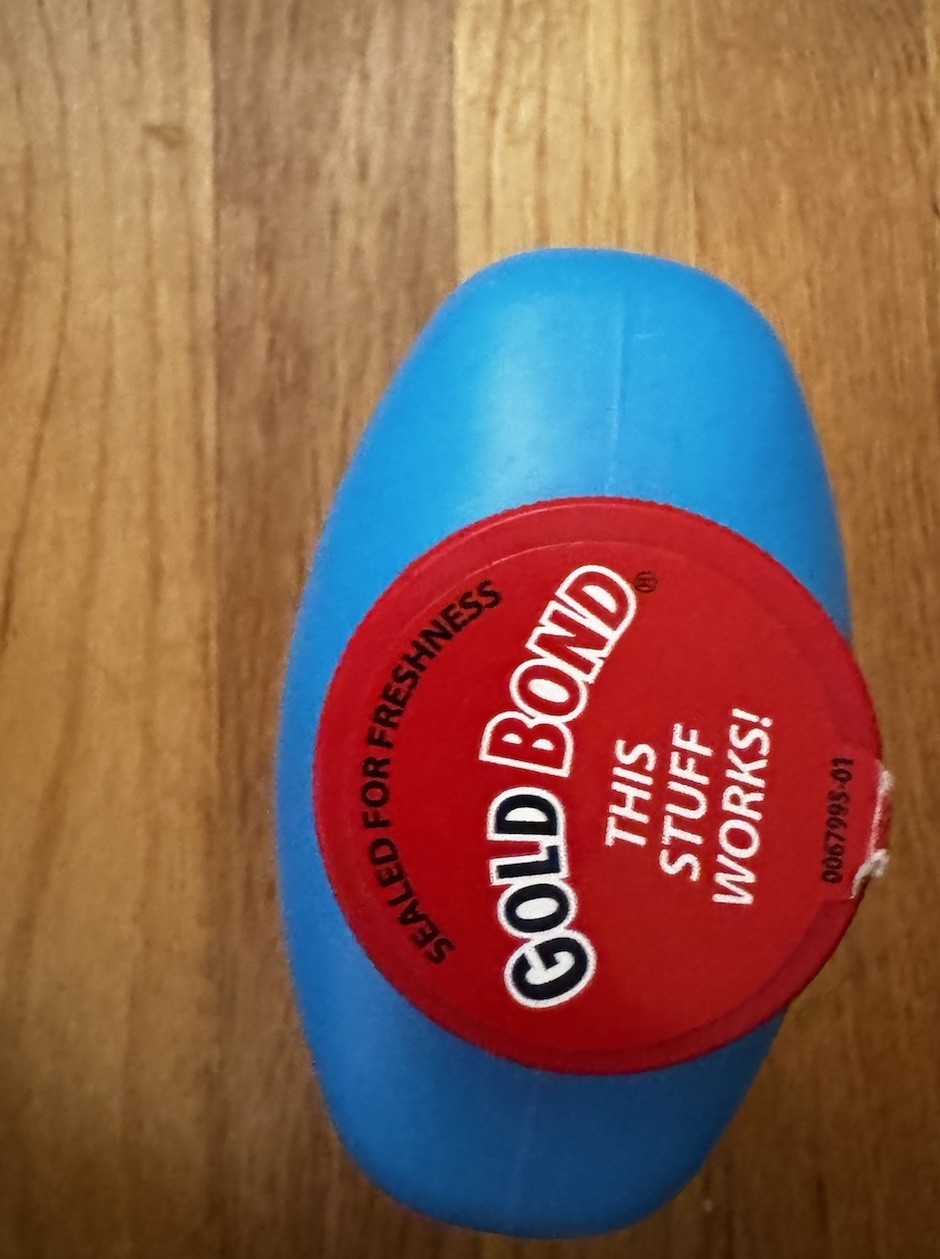 SEALED FOR FRESHNESS
GOLD BOND®
THIS
STUFF
WORKS!
0067995-01